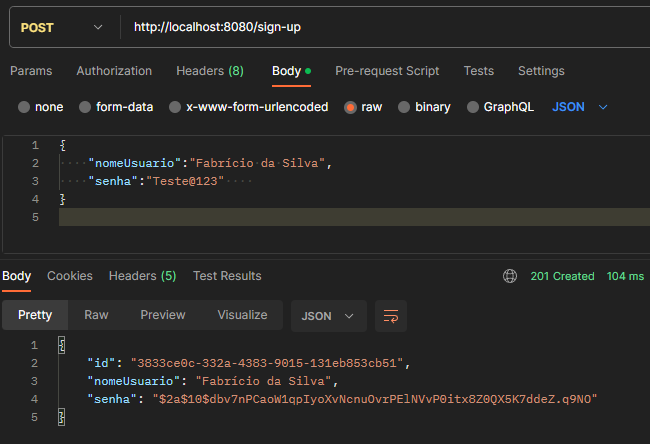 POST http://localhost:8080/sign-up
Params Authorization Headers (8) Body Pre-request Script Tests Settings
none form-data x-www-form-urlencoded raw binary GraphQL JSON
1 {
2 "nomeUsuario":"Fabrício da Silva",
3 "senha":"Teste@123"
4 }
5
Body Cookies Headers (5) Test Results 201 Created 104 ms
Pretty Raw Preview Visualize JSON
1 {
2 "id": "3833ce0c-332a-4383-9015-131eb853cb51",
3 "nomeUsuario": "Fabrício da Silva",
4 "senha": "$2a$10$dbv7nPCaoW1qpIyoXvNcnuOvrPElNVvP0itx8Z0QX5K7ddeZ.q9NO"
5 }